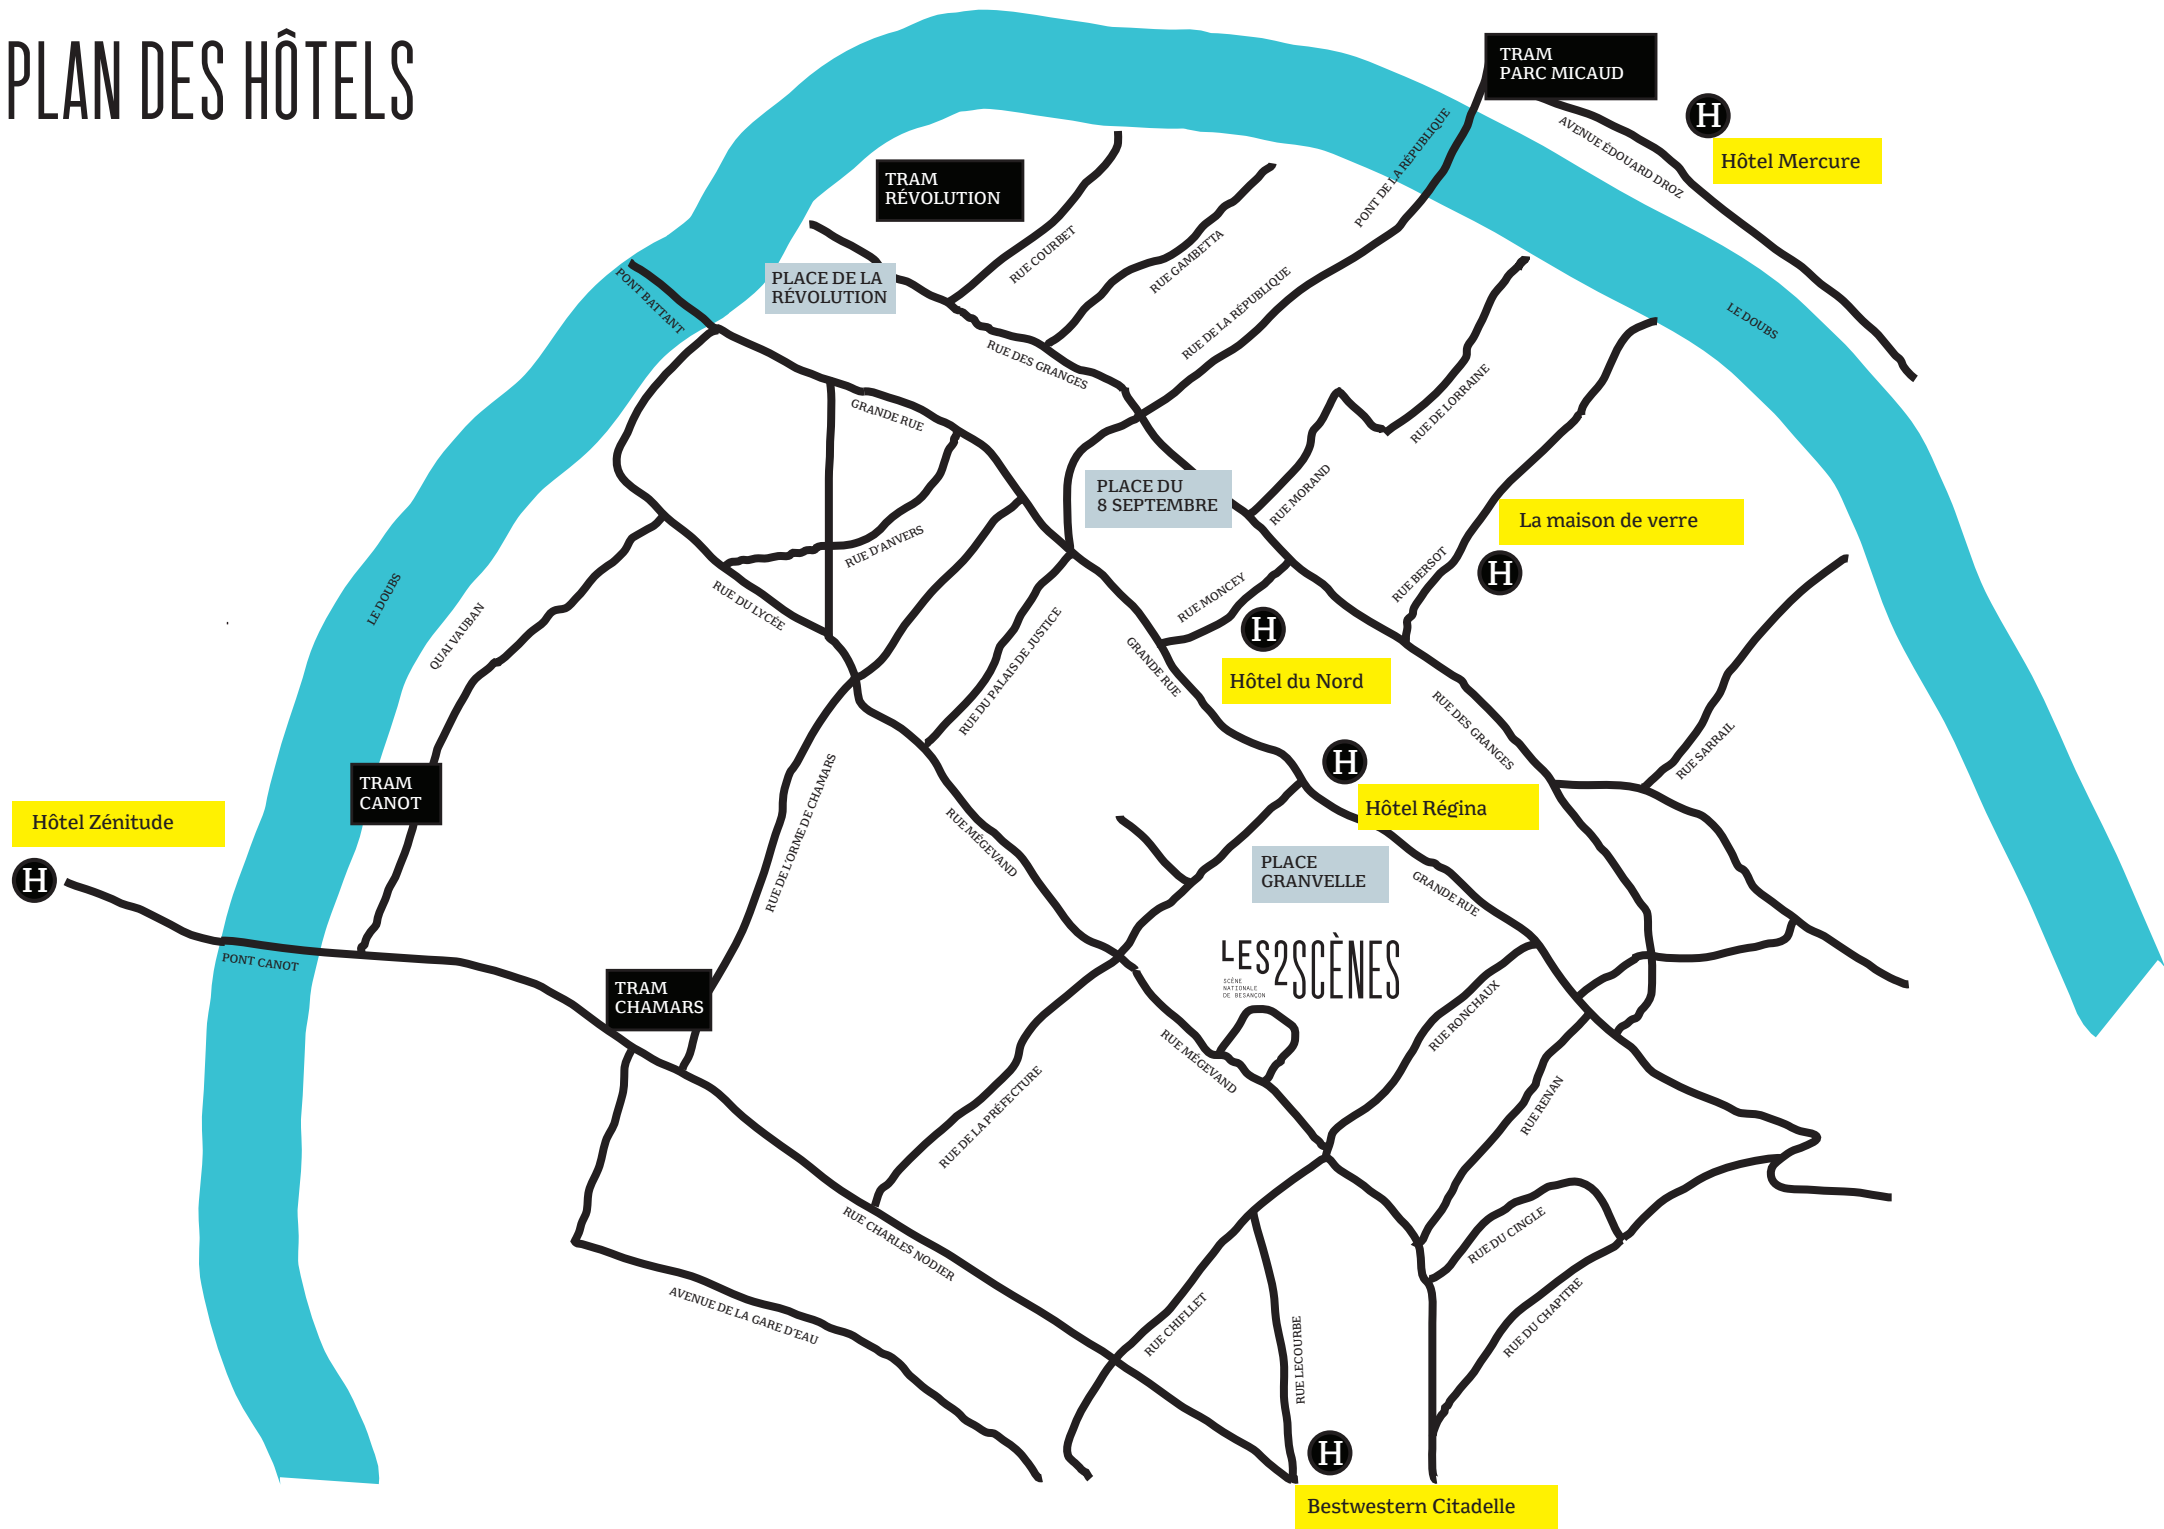 PLAN DES HÔTELS
TRAM
PARC MICAUD
H
Hôtel Mercure
AVENUE ÉDOUARD DROZ
PONT DE LA RÉPUBLIQUE
TRAM
RÉVOLUTION
RUE COURBET
RUE GAMBETTA
PLACE DE LA
RÉVOLUTION
PONT BATTANT
RUE DE LA RÉPUBLIQUE
LE DOUBS
RUE DES GRANGES
GRANDE RUE
RUE DE LORRAINE
PLACE DU
8 SEPTEMBRE
RUE MORAND
La maison de verre
H
RUE D'ANVERS
RUE BERSOT
RUE DU LYCÉE
RUE MONCEY
H
Hôtel du Nord
LE DOUBS
QUAI VAUBAN
RUE DU PALAIS DE JUSTICE
GRANDE RUE
RUE DES GRANGES
RUE SARRAIL
H
Hôtel Régina
TRAM
CANOT
Hôtel Zénitude
H
RUE DE L'ORME DE CHAMARS
RUE MÉGEVAND
PLACE
GRANVELLE
GRANDE RUE
PONT CANOT
LES 2 SCÈNES
SCÈNE
NATIONALE
DE BESANÇON
TRAM
CHAMARS
RUE RONCHAUX
RUE MÉGEVAND
RUE DE LA PRÉFECTURE
RUE RENAN
RUE CHARLES NODIER
RUE DU CINGLE
AVENUE DE LA GARE D'EAU
RUE CHIFLLET
RUE LECOURBE
RUE DU CHAPITRE
H
Bestwestern Citadelle